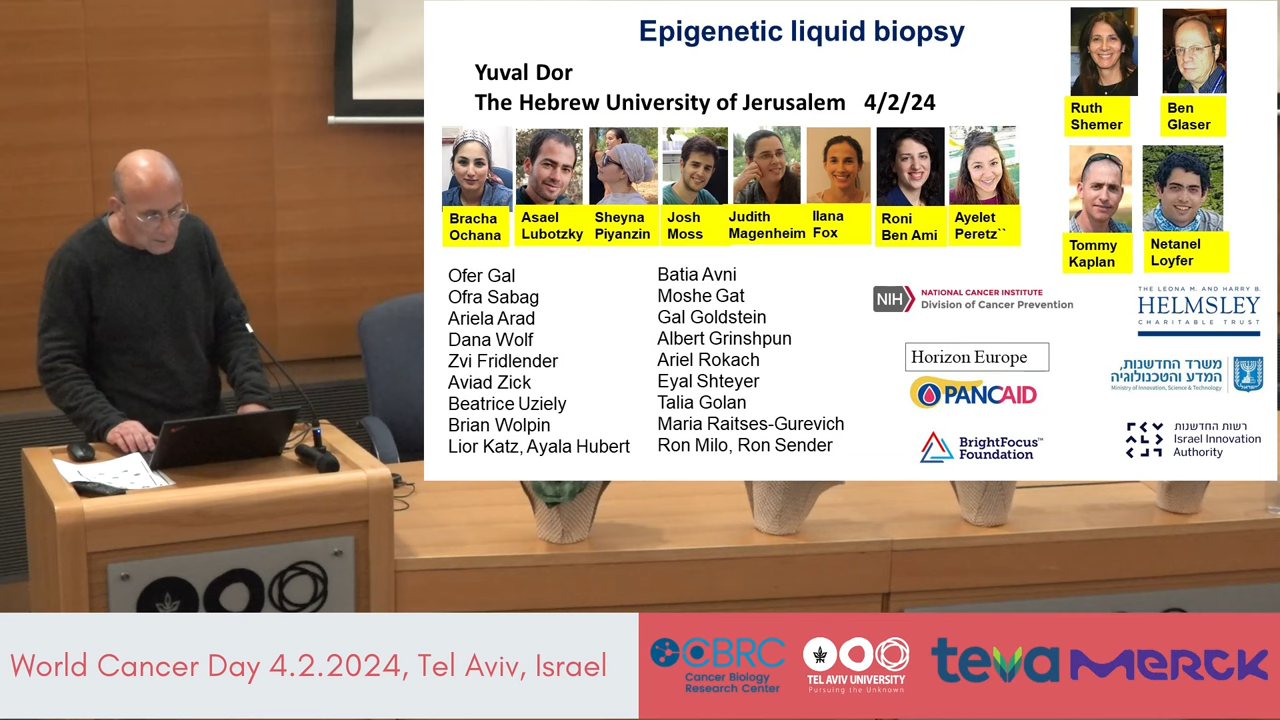 Epigenetic liquid biopsy
Yuval Dor
The Hebrew University of Jerusalem 4/2/24
Ruth
Shemer
Ben
Glaser
Bracha
Ochana
Asael
Lubotzky
Sheyna
Piyanzin
Josh
Moss
Judith
Magenheim
Ilana
Fox
Roni
Ben Ami
Ayelet
Peretz``
Tommy
Kaplan
Netanel
Loyfer
Ofer Gal
Ofra Sabag
Ariela Arad
Dana Wolf
Zvi Fridlender
Aviad Zick
Beatrice Uziely
Brian Wolpin
Lior Katz, Ayala Hubert
Batia Avni
Moshe Gat
Gal Goldstein
Albert Grinshpun
Ariel Rokach
Eyal Shteyer
Talia Golan
Maria Raitses-Gurevich
Ron Milo, Ron Sender
NIH
NATIONAL CANCER INSTITUTE
Division of Cancer Prevention
THE LEONA M. AND HARRY B.
HELMSLEY
CHARITABLE TRUST
Horizon Europe
PANCAID
משרד החדשנות,
המדע והטכנולוגיה
Ministry of Innovation, Science & Technology
BrightFocus™
Foundation
רשות החדשנות
Israel Innovation
Authority
World Cancer Day 4.2.2024, Tel Aviv, Israel
CBRC
Cancer Biology
Research Center
TEL AVIV UNIVERSITY
Pursuing the Unknown
teva
MERCK